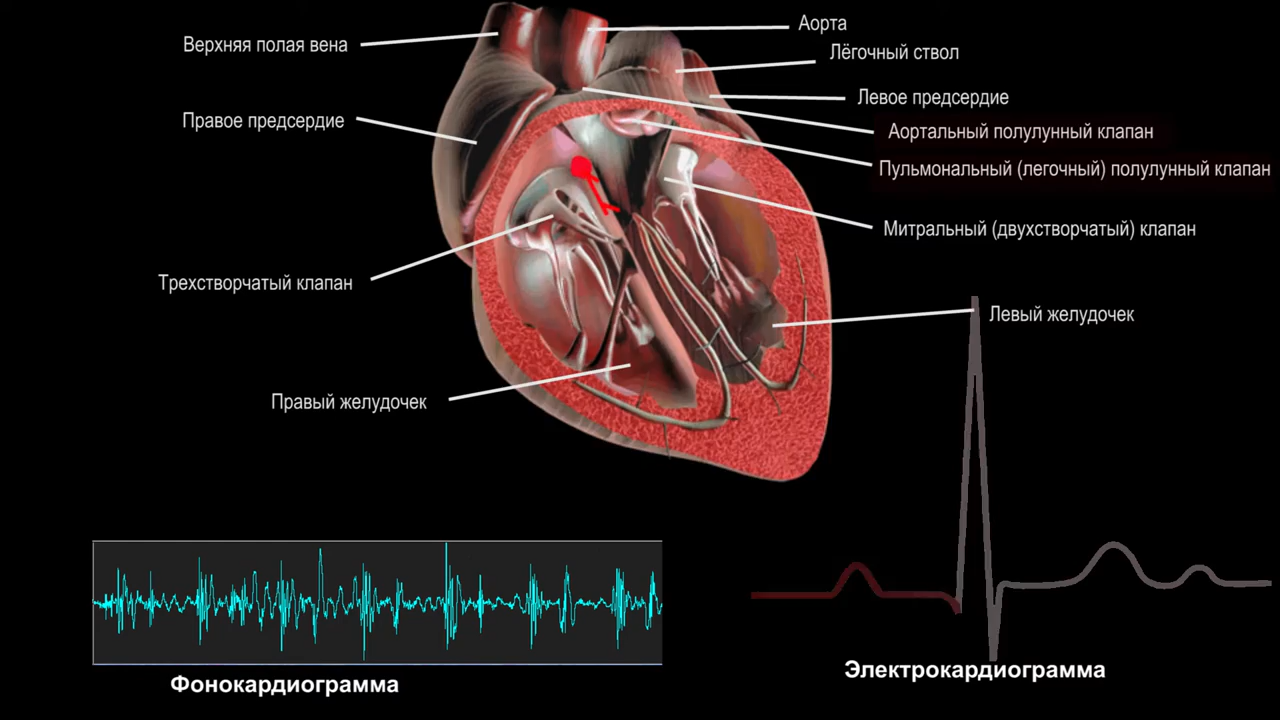 Аорта
Верхняя полая вена
Лёгочный ствол
Левое предсердие
Правое предсердие
Аортальный полулунный клапан
Пульмональный (легочный) полулунный клапан
Митральный (двухстворчатый) клапан
Трехстворчатый клапан
Левый желудочек
Правый желудочек
Электрокардиограмма
Фонокардиограмма